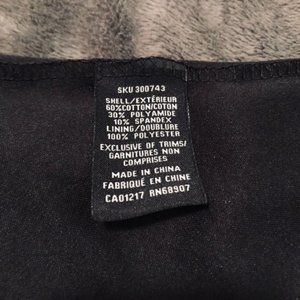 SKU 300743
SHELL/EXTÉRIEUR
60%COTTON/COTON
30% POLYAMIDE
10% SPANDEX
LINING/DOUBLURE
100% POLYESTER
EXCLUSIVE OF TRIMS/
GARNITURES NON
COMPRISES
MADE IN CHINA
FABRIQUÉ EN CHINE
CA01217 RN68907